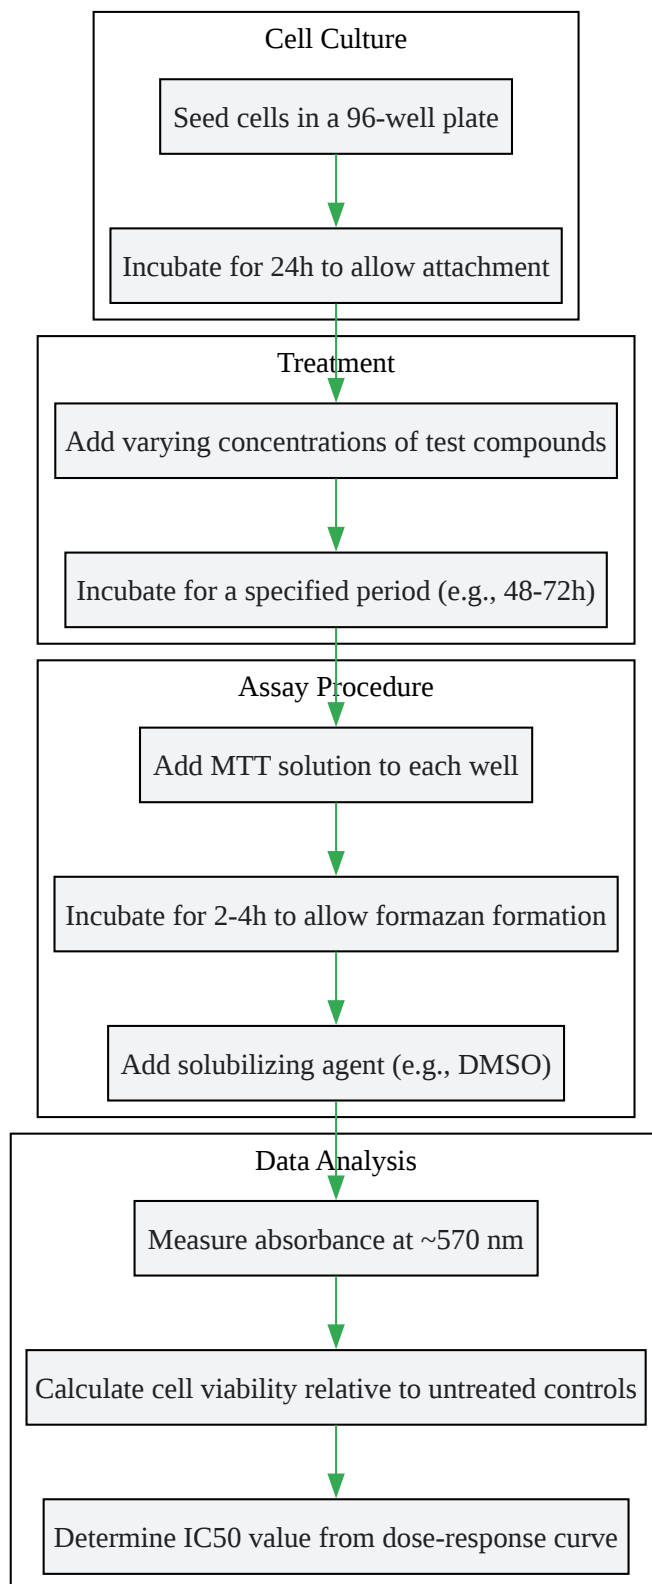 Cell Culture
Seed cells in a 96-well plate
Incubate for 24h to allow attachment
Treatment
Add varying concentrations of test compounds
Incubate for a specified period (e.g., 48-72h)
Assay Procedure
Add MTT solution to each well
Incubate for 2-4h to allow formazan formation
Add solubilizing agent (e.g., DMSO)
Data Analysis
Measure absorbance at ~570 nm
Calculate cell viability relative to untreated controls
Determine IC50 value from dose-response curve